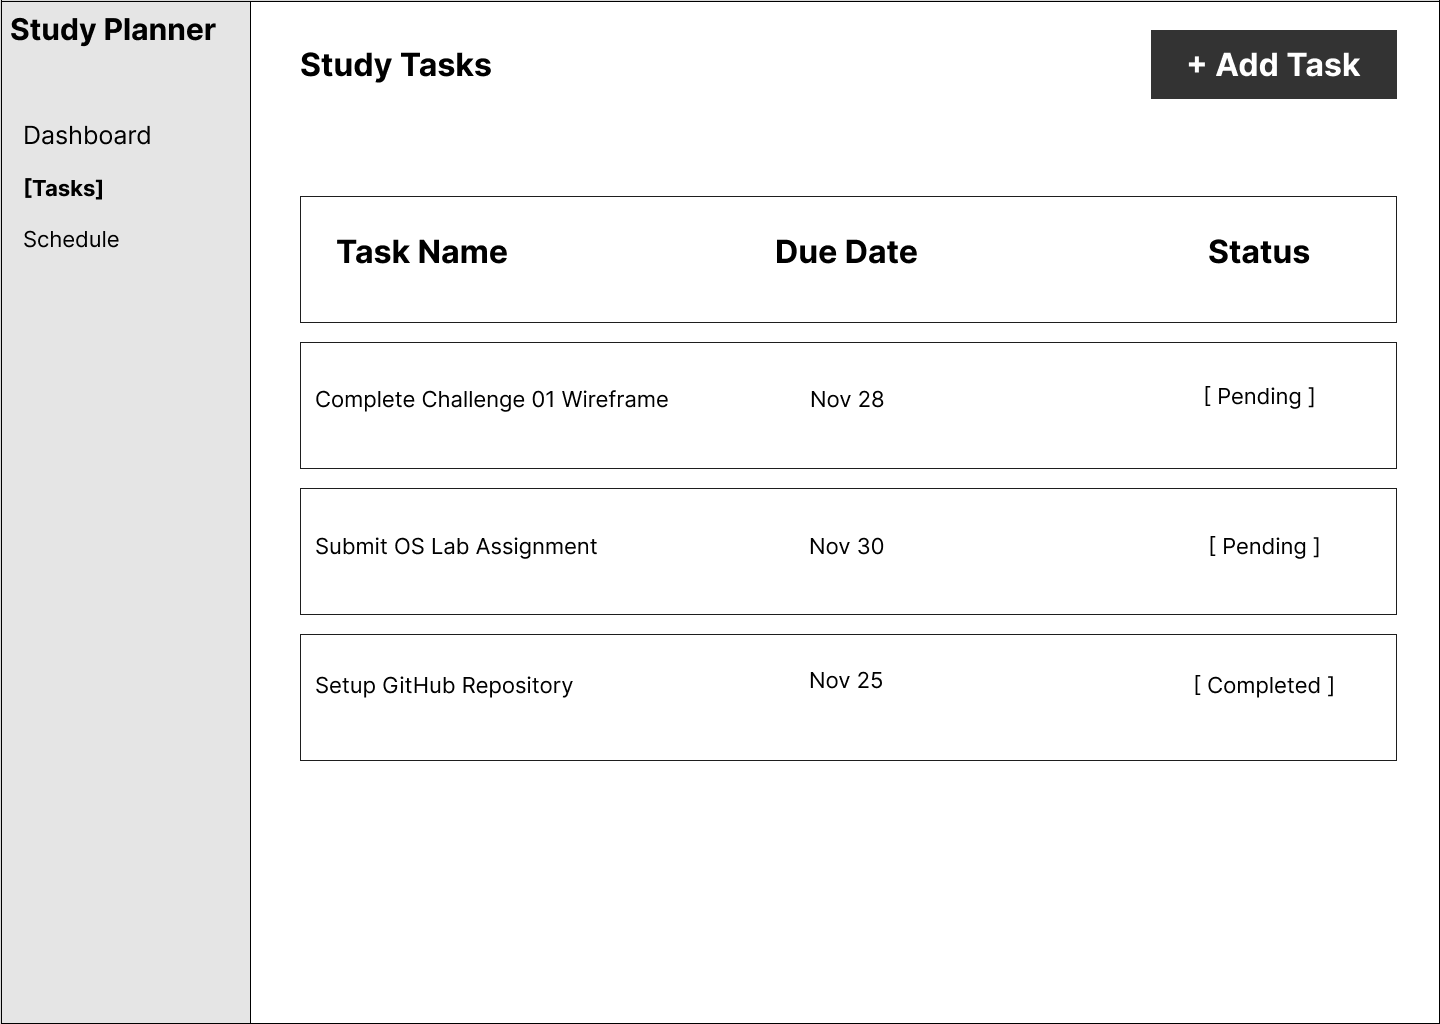 Study Planner
Dashboard
[Tasks]
Schedule
Study Tasks
+ Add Task
Task Name Due Date Status
Complete Challenge 01 Wireframe Nov 28 [ Pending ]
Submit OS Lab Assignment Nov 30 [ Pending ]
Setup GitHub Repository Nov 25 [ Completed ]